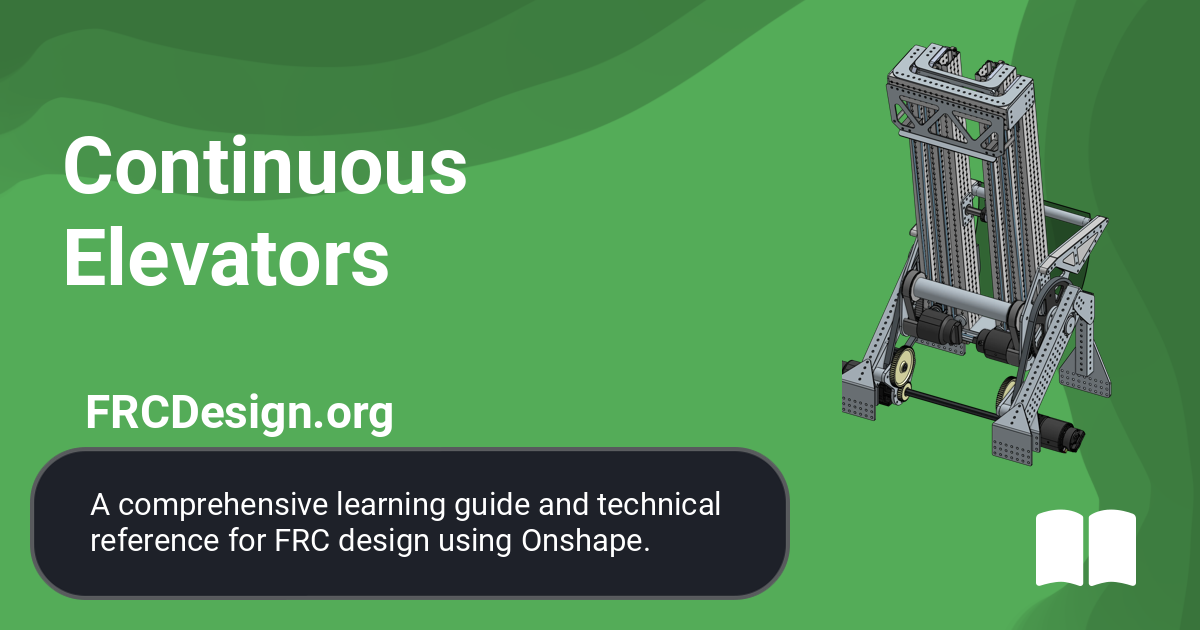 Continuous
Elevators
FRCDesign.org
A comprehensive learning guide and technical
reference for FRC design using Onshape.